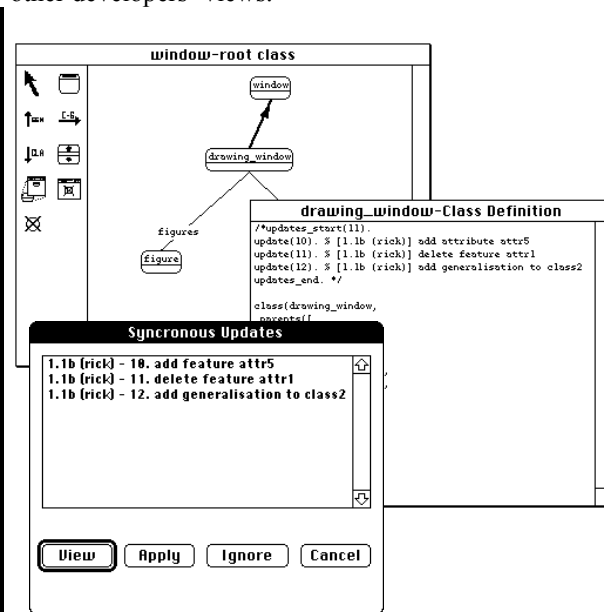 other developers' views.
window-root class
window
GEN
C-S
CLA
drawing_window
figures
figure
drawing_window-Class Definition
/*updates_start(11).
update(10). % [1.1b (rick)] add attribute attr5
update(11). % [1.1b (rick)] delete feature attr1
update(12). % [1.1b (rick)] add generalisation to class2
updates_end. */
class(drawing_window,
parents([
Syncronous Updates
1.1b (rick) - 10. add feature attr5
1.1b (rick) - 11. delete feature attr1
1.1b (rick) - 12. add generalisation to class2
View Apply Ignore Cancel